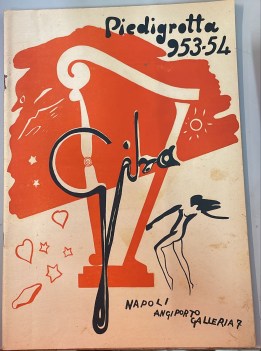 Piedigrotta
953-54
Giba
NAPOLI
ANGIPORTO
GALLERIA 7